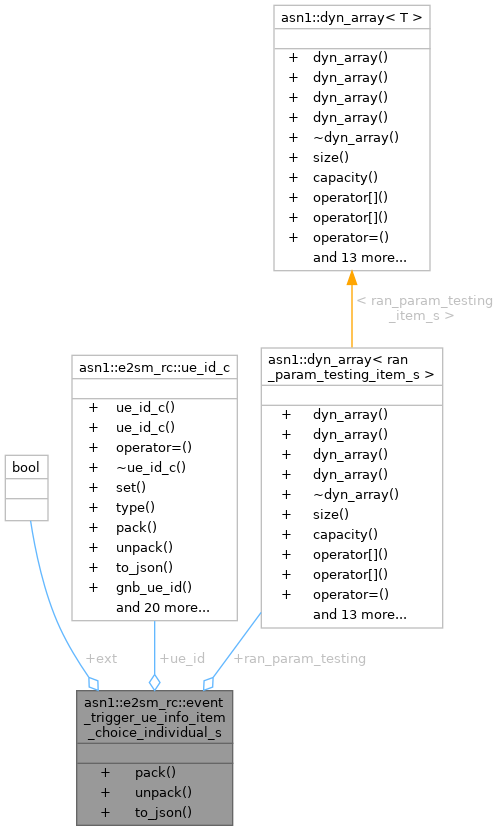 asn1::dyn_array< T >
+ dyn_array()
+ dyn_array()
+ dyn_array()
+ dyn_array()
+ ~dyn_array()
+ size()
+ capacity()
+ operator[]()
+ operator[]()
+ operator=()
and 13 more...
< ran_param_testing
_item_s >
asn1::e2sm_rc::ue_id_c
+ ue_id_c()
+ ue_id_c()
+ operator=()
+ ~ue_id_c()
+ set()
+ type()
+ pack()
+ unpack()
+ to_json()
+ gnb_ue_id()
and 20 more...
asn1::dyn_array< ran
_param_testing_item_s >
+ dyn_array()
+ dyn_array()
+ dyn_array()
+ dyn_array()
+ ~dyn_array()
+ size()
+ capacity()
+ operator[]()
+ operator[]()
+ operator=()
and 13 more...
bool
+ext
+ue_id
+ran_param_testing
asn1::e2sm_rc::event
_trigger_ue_info_item
_choice_individual_s
+ pack()
+ unpack()
+ to_json()